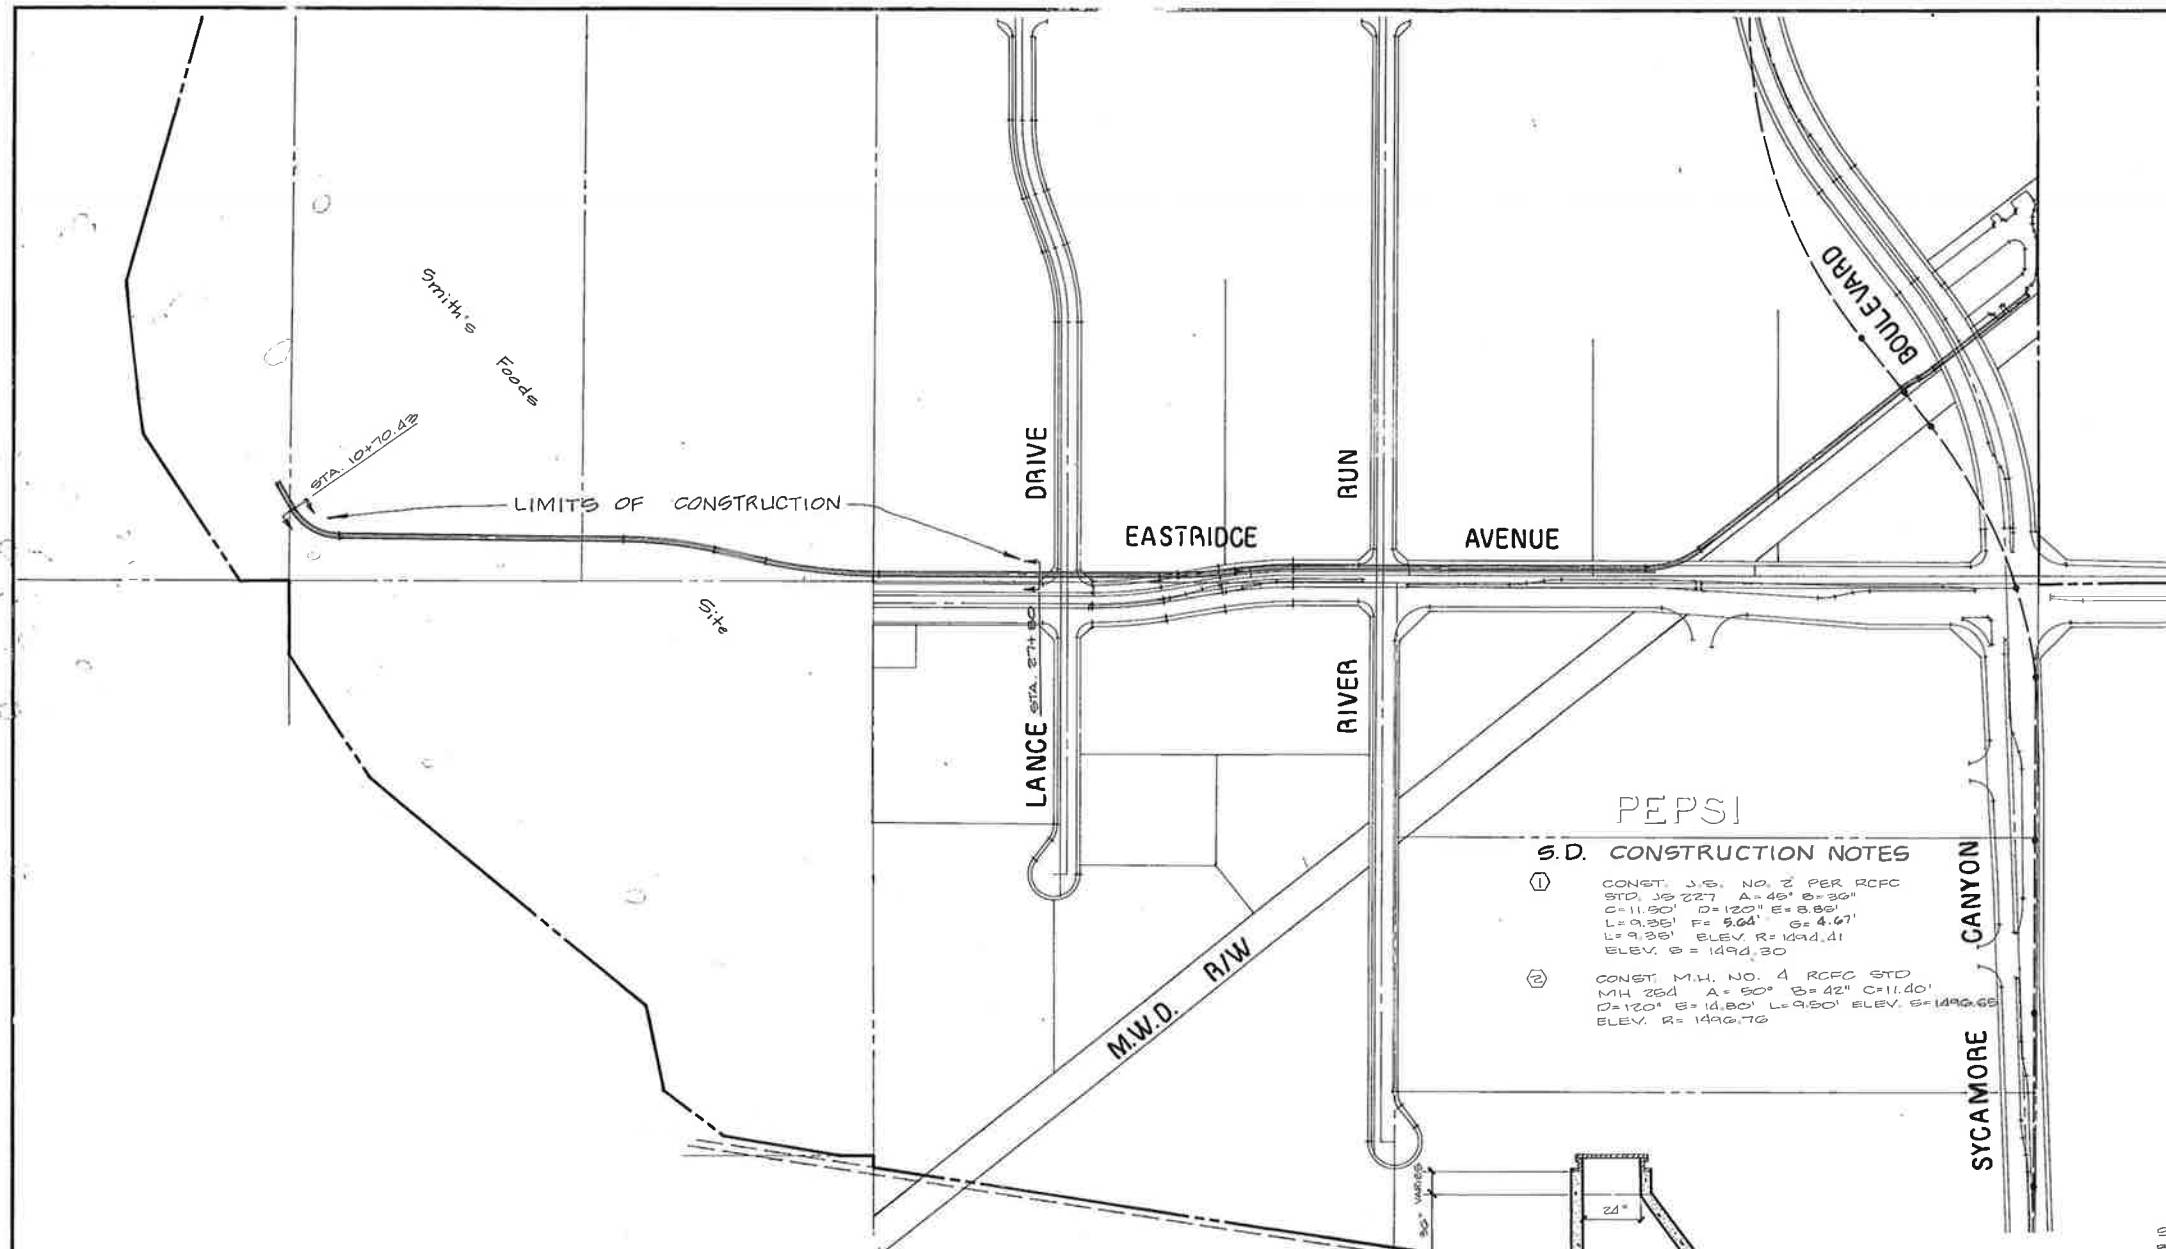 Smith's
Foods
Site
STA. 10+70.43
LIMITS OF CONSTRUCTION
DRIVE
LANCE
STA. 27+80
EASTRIDGE
AVENUE
RUN
RIVER
BOULEVARD
CANYON
SYCAMORE
M.W.D. R/W
PEPSI
S.D. CONSTRUCTION NOTES
1 CONST. J.S. NO. 2 PER RCFC
STD. JS 227 A=45° B=36"
C=11.50' D=120" E=8.86'
L=9.35' F= 5.64' G= 4.67'
L=9.35' ELEV. R=1494.41
ELEV. S = 1494.30
2 CONST. M.H. NO. 4 RCFC STD
MH 254 A= 50° B=42" C=11.40'
D=120" E=14.80' L=9.50' ELEV. S=1496.65
ELEV. R= 1496.76
24"
VARIES